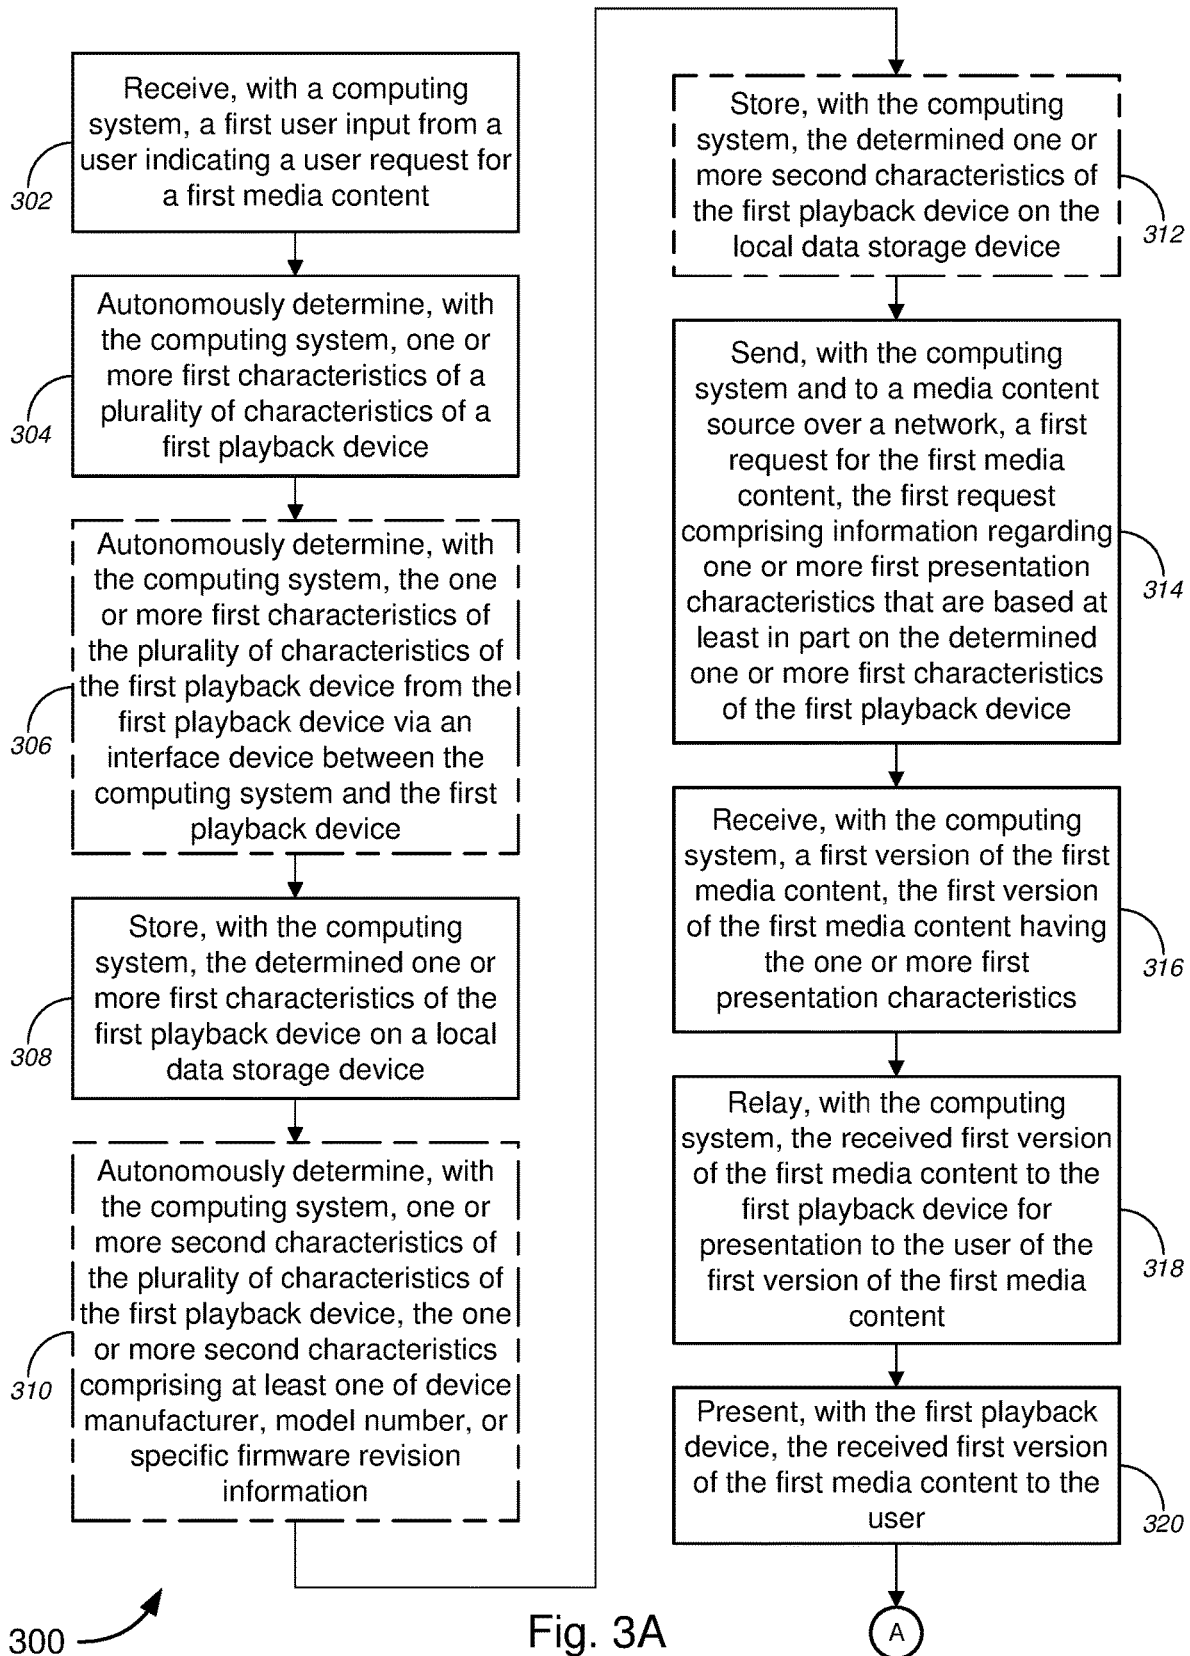 Receive, with a computing
system, a first user input from a
user indicating a user request for
a first media content
302
Autonomously determine, with
the computing system, one or
more first characteristics of a
plurality of characteristics of a
first playback device
304
Autonomously determine, with
the computing system, the one
or more first characteristics of
the plurality of characteristics of
the first playback device from the
first playback device via an
interface device between the
computing system and the first
playback device
306
Store, with the computing
system, the determined one or
more first characteristics of the
first playback device on a local
data storage device
308
Autonomously determine, with
the computing system, one or
more second characteristics of
the plurality of characteristics of
the first playback device, the one
or more second characteristics
comprising at least one of device
manufacturer, model number, or
specific firmware revision
information
310
Store, with the computing
system, the determined one or
more second characteristics of
the first playback device on the
local data storage device
312
Send, with the computing
system and to a media content
source over a network, a first
request for the first media
content, the first request
comprising information regarding
one or more first presentation
characteristics that are based at
least in part on the determined
one or more first characteristics
of the first playback device
314
Receive, with the computing
system, a first version of the first
media content, the first version
of the first media content having
the one or more first
presentation characteristics
316
Relay, with the computing
system, the received first version
of the first media content to the
first playback device for
presentation to the user of the
first version of the first media
content
318
Present, with the first playback
device, the received first version
of the first media content to the
user
320
A
300
Fig. 3A